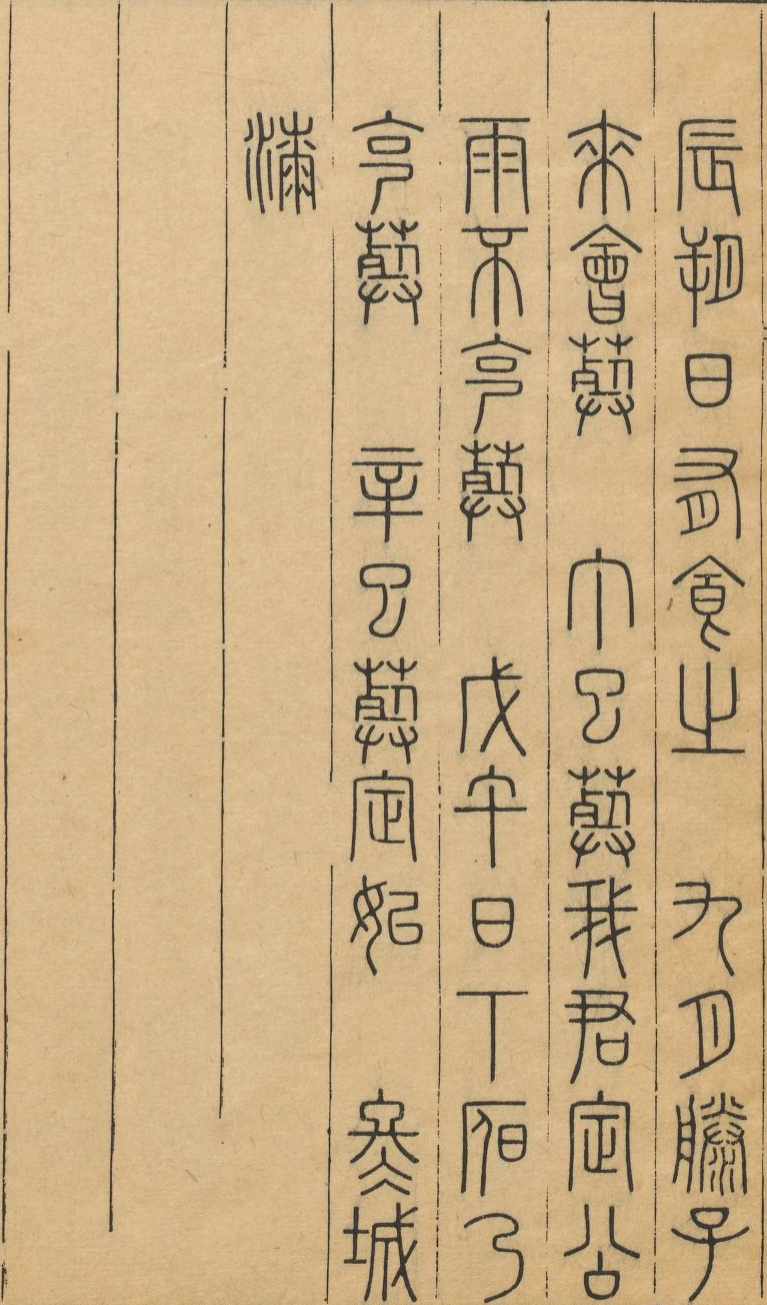 辰朔日有食之　九月滕子
來會葬　丁巳葬我君定公
雨不克葬　戊午日下昃乃
克葬　辛巳葬定姒　冬城
漆